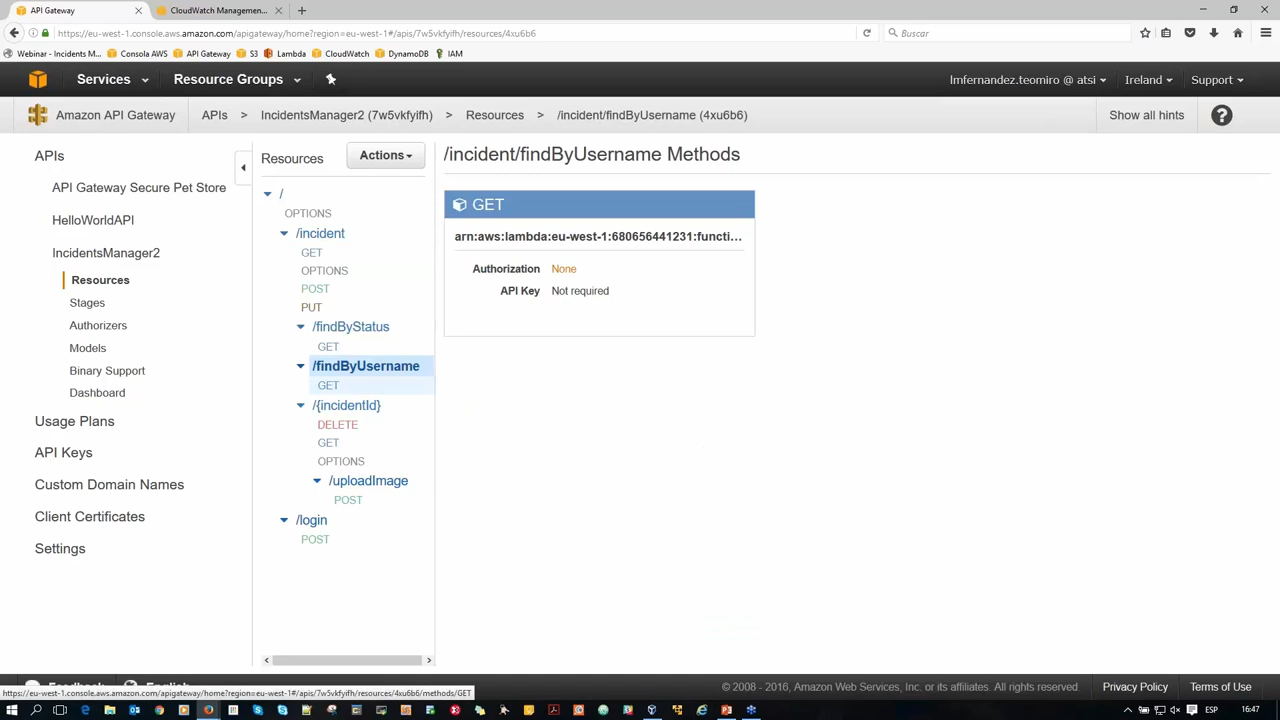 API Gateway
CloudWatch Managemen...
https://eu-west-1.console.aws.amazon.com/apigateway/home?region=eu-west-1#/apis/7w5vkfyifh/resources/4xu6b6
Buscar
Webinar - Incidents M...
Consola AWS
API Gateway
S3
Lambda
CloudWatch
DynamoDB
IAM
Services
Resource Groups
lmfernandez.teomiro @ atsi
Ireland
Support
Amazon API Gateway
APIs > IncidentsManager2 (7w5vkfyifh) > Resources > /incident/findByUsername (4xu6b6)
Show all hints
?
APIs
API Gateway Secure Pet Store
HelloWorldAPI
IncidentsManager2
Resources
Stages
Authorizers
Models
Binary Support
Dashboard
Usage Plans
API Keys
Custom Domain Names
Client Certificates
Settings
Resources
Actions
/
OPTIONS
/incident
GET
OPTIONS
POST
PUT
/findByStatus
GET
/findByUsername
GET
/{incidentId}
DELETE
GET
OPTIONS
/uploadImage
POST
/login
POST
/incident/findByUsername Methods
GET
arn:aws:lambda:eu-west-1:680656441231:functi...
Authorization None
API Key Not required
https://eu-west-1.console.aws.amazon.com/apigateway/home?region=eu-west-1#/apis/7w5vkfyifh/resources/4xu6b6/methods/GET
© 2008 - 2016, Amazon Web Services, Inc. or its affiliates. All rights reserved.
Privacy Policy
Terms of Use
ESP
16:47